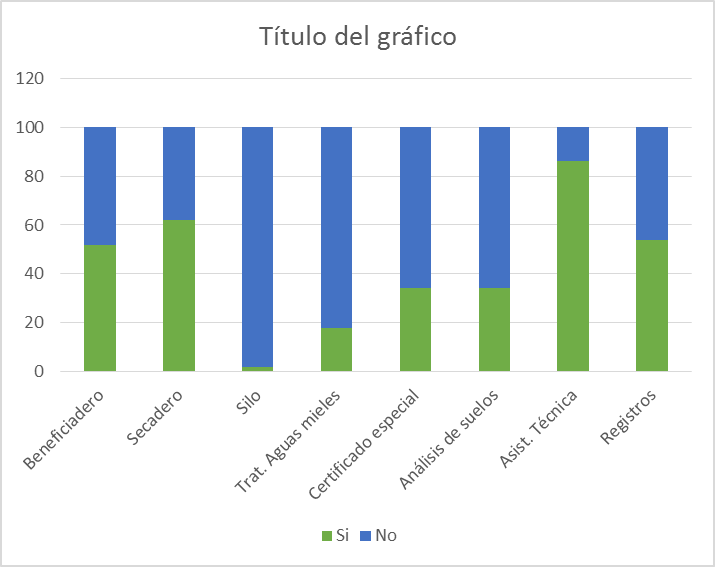 Título del gráfico
120
100
80
60
40
20
0
Beneficiadero
Secadero
Silo
Trat. Aguas mieles
Certificado especial
Análisis de suelos
Asist. Técnica
Registros
Si No